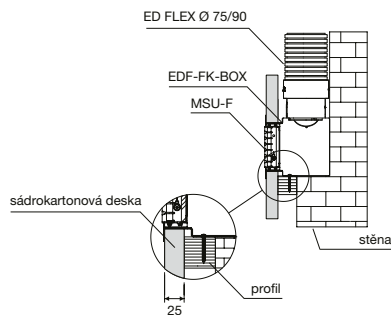 ED FLEX Ø 75/90
EDF-FK-BOX
MSU-F
sádrokartonová deska
stěna
profil
25